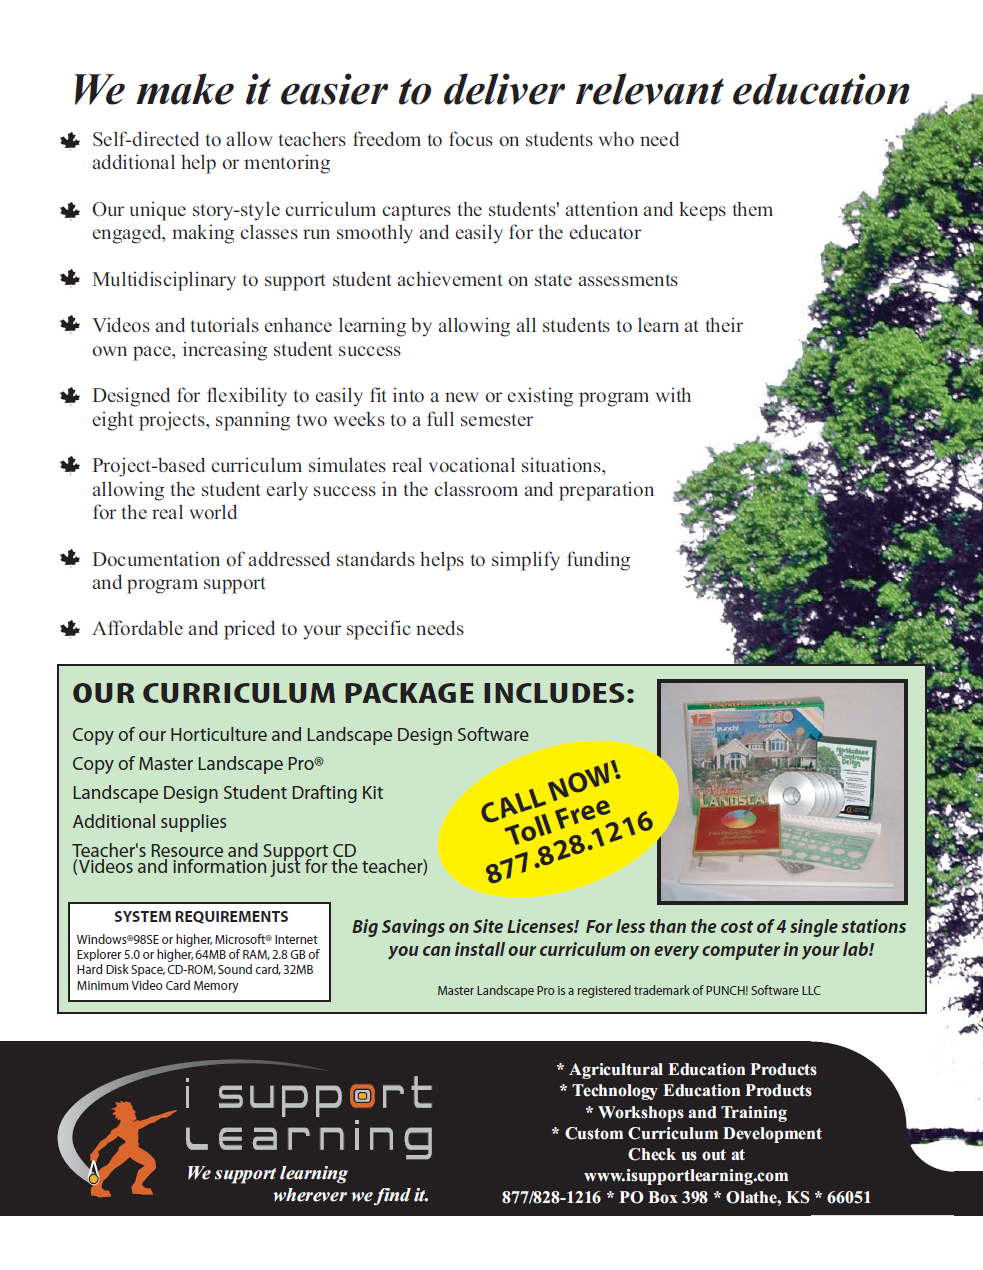 We make it easier to deliver relevant education
Self-directed to allow teachers freedom to focus on students who need
additional help or mentoring
Our unique story-style curriculum captures the students' attention and keeps them
engaged, making classes run smoothly and easily for the educator
Multidisciplinary to support student achievement on state assessments
Videos and tutorials enhance learning by allowing all students to learn at their
own pace, increasing student success
Designed for flexibility to easily fit into a new or existing program with
eight projects, spanning two weeks to a full semester
Project-based curriculum simulates real vocational situations,
allowing the student early success in the classroom and preparation
for the real world
Documentation of addressed standards helps to simplify funding
and program support
Affordable and priced to your specific needs
OUR CURRICULUM PACKAGE INCLUDES:
Copy of our Horticulture and Landscape Design Software
Copy of Master Landscape Pro®
Landscape Design Student Drafting Kit
Additional supplies
Teacher's Resource and Support CD
(Videos and information just for the teacher)
CALL NOW!
Toll Free
877.828.1216
12
punch!
Master
LANDSCAP
Horticulture
Landscape
Design
SYSTEM REQUIREMENTS
Windows®98SE or higher, Microsoft® Internet
Explorer 5.0 or higher, 64MB of RAM, 2.8 GB of
Hard Disk Space, CD-ROM, Sound card, 32MB
Minimum Video Card Memory
Big Savings on Site Licenses! For less than the cost of 4 single stations
you can install our curriculum on every computer in your lab!
Master Landscape Pro is a registered trademark of PUNCH! Software LLC
i support
Learning
We support learning
wherever we find it.
* Agricultural Education Products
* Technology Education Products
* Workshops and Training
* Custom Curriculum Development
Check us out at
www.isupportlearning.com
877/828-1216 * PO Box 398 * Olathe, KS * 66051